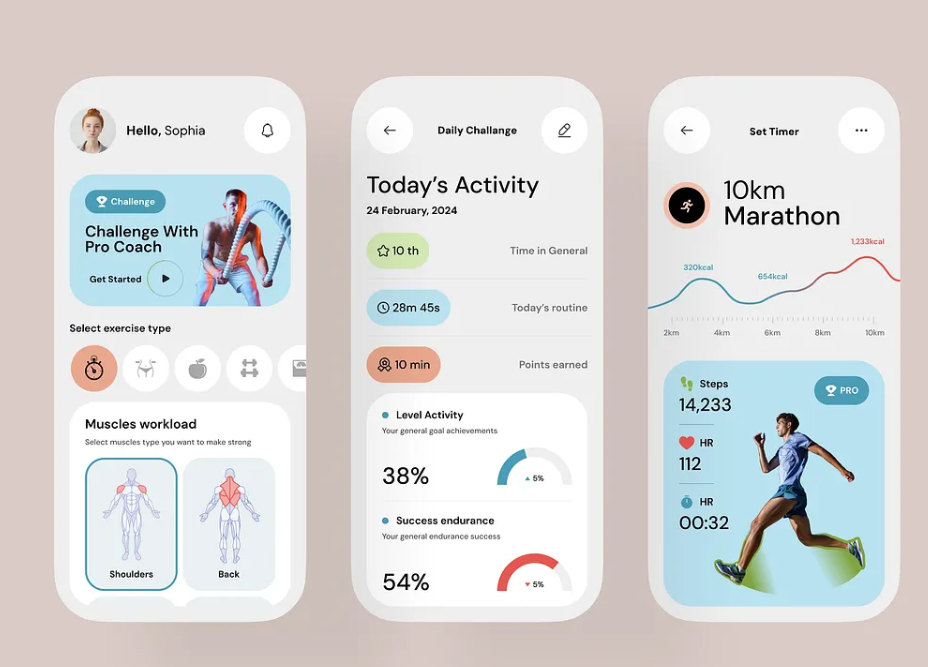 Hello, Sophia
Challenge
Challenge With
Pro Coach
Get Started
Select exercise type
Muscles workload
Select muscles type you want to make strong
Shoulders
Back
Daily Challange
Today's Activity
24 February, 2024
10 th
Time in General
28m 45s
Today's routine
10 min
Points earned
Level Activity
Your general goal achievements
38%
5%
Success endurance
Your general endurance success
54%
5%
Set Timer
10km
Marathon
1,233kcal
320kcal
654kcal
2km 4km 6km 8km 10km
Steps
14,233
PRO
HR
112
HR
00:32